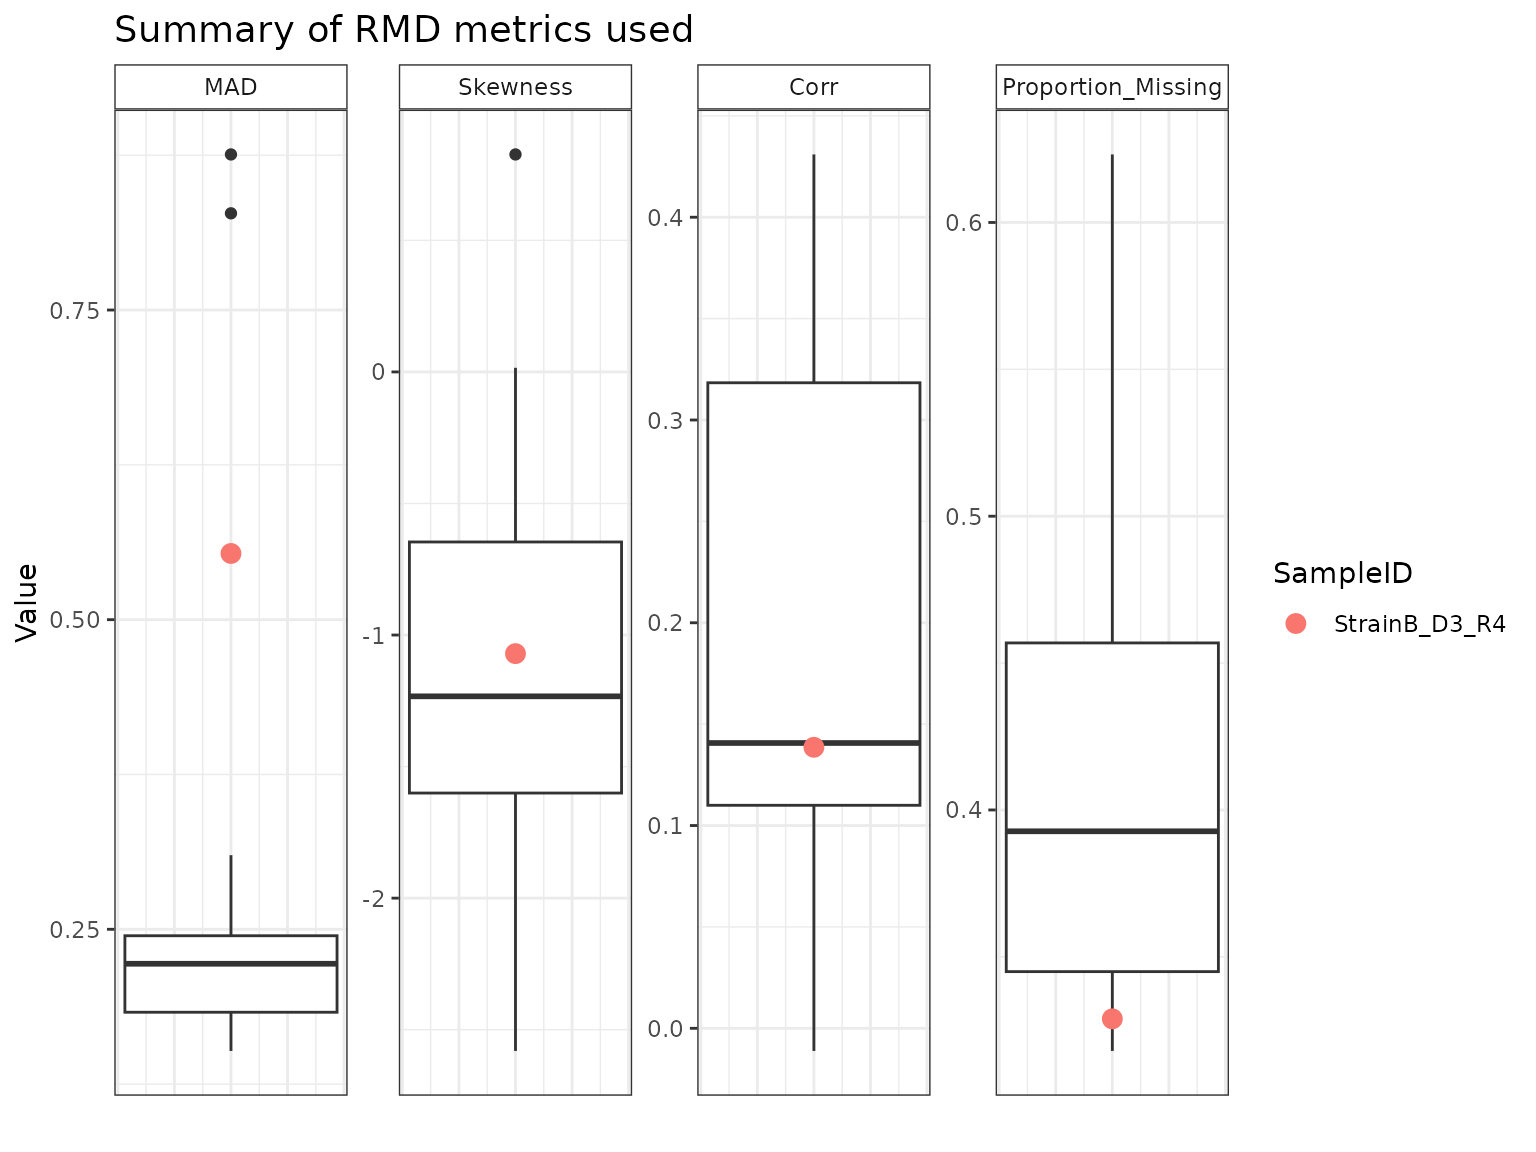 Summary of RMD metrics used
MAD
Skewness
Corr
Proportion_Missing
Value
0.75
0.50
0.25
0
-1
-2
0.4
0.3
0.2
0.1
0.0
0.6
0.5
0.4
SampleID
StrainB_D3_R4